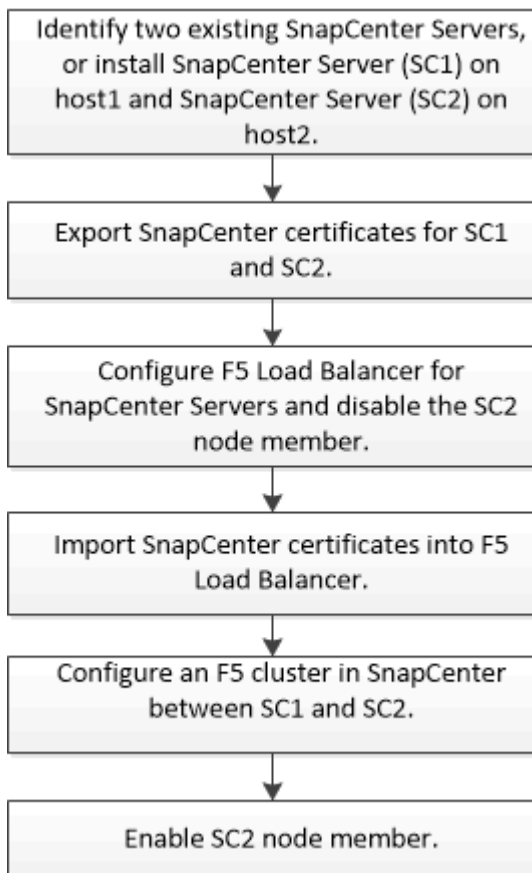 Identify two existing SnapCenter Servers,
or install SnapCenter Server (SC1) on
host1 and SnapCenter Server (SC2) on
host2.
Export SnapCenter certificates for SC1
and SC2.
Configure F5 Load Balancer for
SnapCenter Servers and disable the SC2
node member.
Import SnapCenter certificates into F5
Load Balancer.
Configure an F5 cluster in SnapCenter
between SC1 and SC2.
Enable SC2 node member.